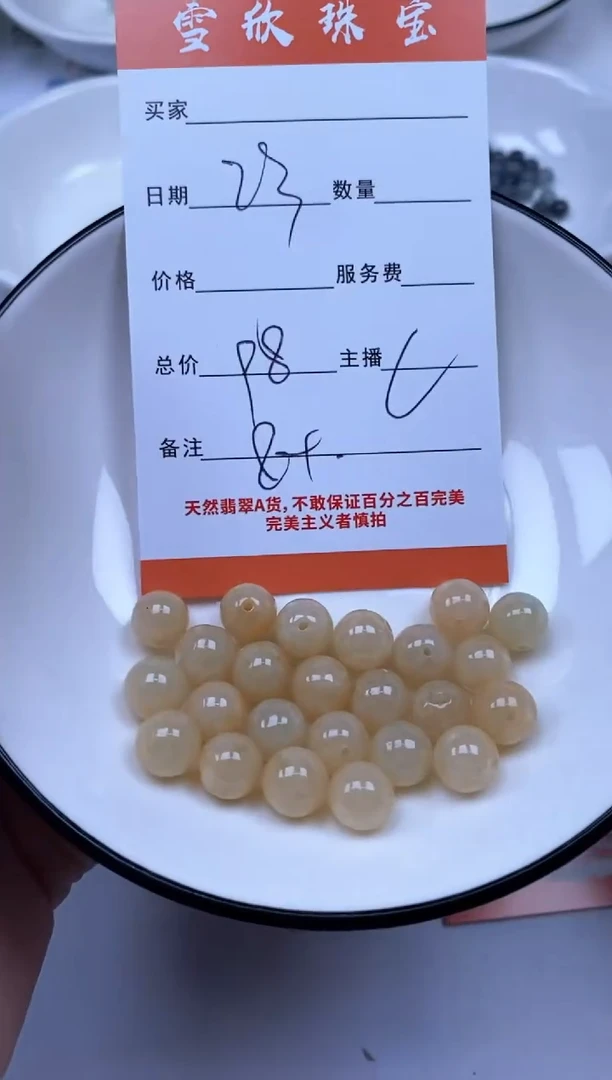 雪欣珠宝
买家
日期 23 数量
价格 服务费
总价 98 主播
备注 8+.
天然翡翠A货,不敢保证百分之百完美
完美主义者慎拍